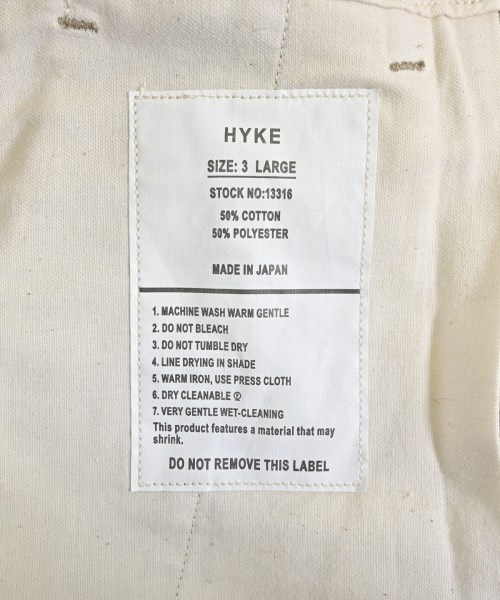 HYKE
SIZE: 3 LARGE
STOCK NO:13316
50% COTTON
50% POLYESTER
MADE IN JAPAN
1. MACHINE WASH WARM GENTLE
2. DO NOT BLEACH
3. DO NOT TUMBLE DRY
4. LINE DRYING IN SHADE
5. WARM IRON, USE PRESS CLOTH
6. DRY CLEANABLE Ⓟ
7. VERY GENTLE WET-CLEANING
This product features a material that may
shrink.
DO NOT REMOVE THIS LABEL